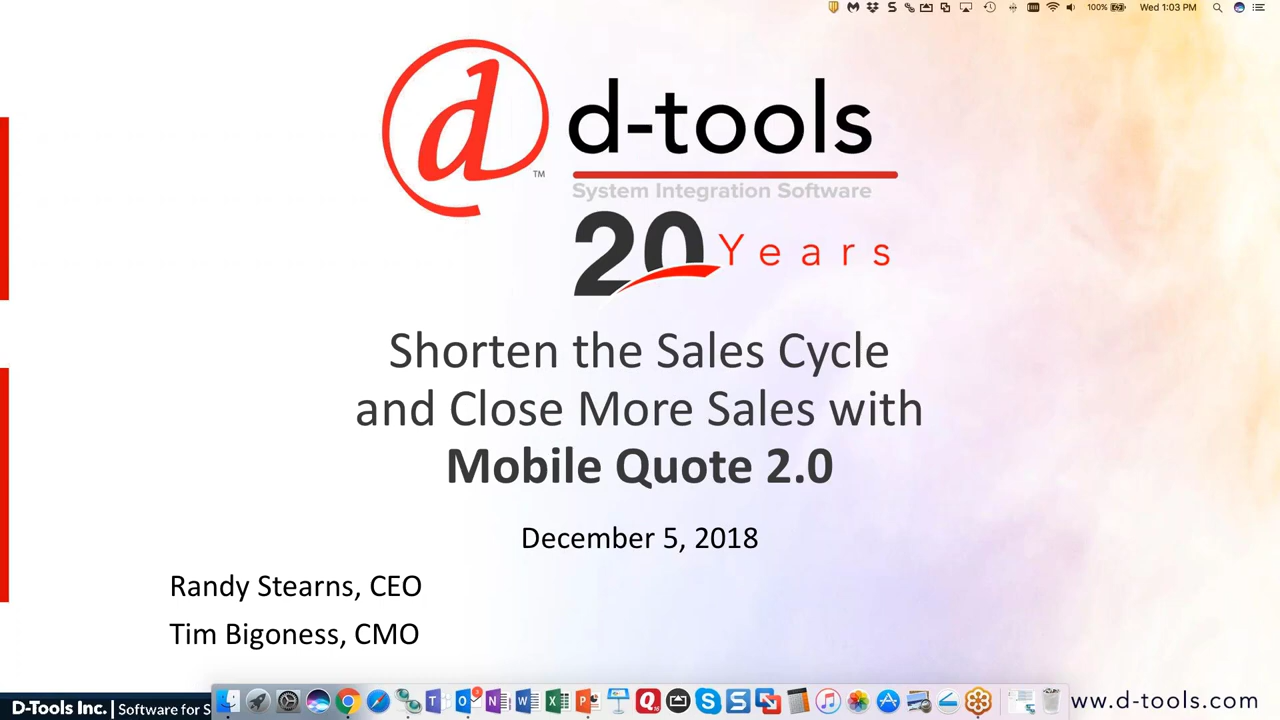 100%
Wed 1:03 PM
d
d-tools
TM
System Integration Software
20 Years
Shorten the Sales Cycle
and Close More Sales with
Mobile Quote 2.0
December 5, 2018
Randy Stearns, CEO
Tim Bigoness, CMO
D-Tools Inc. | Software for S
ww.d-tools.com